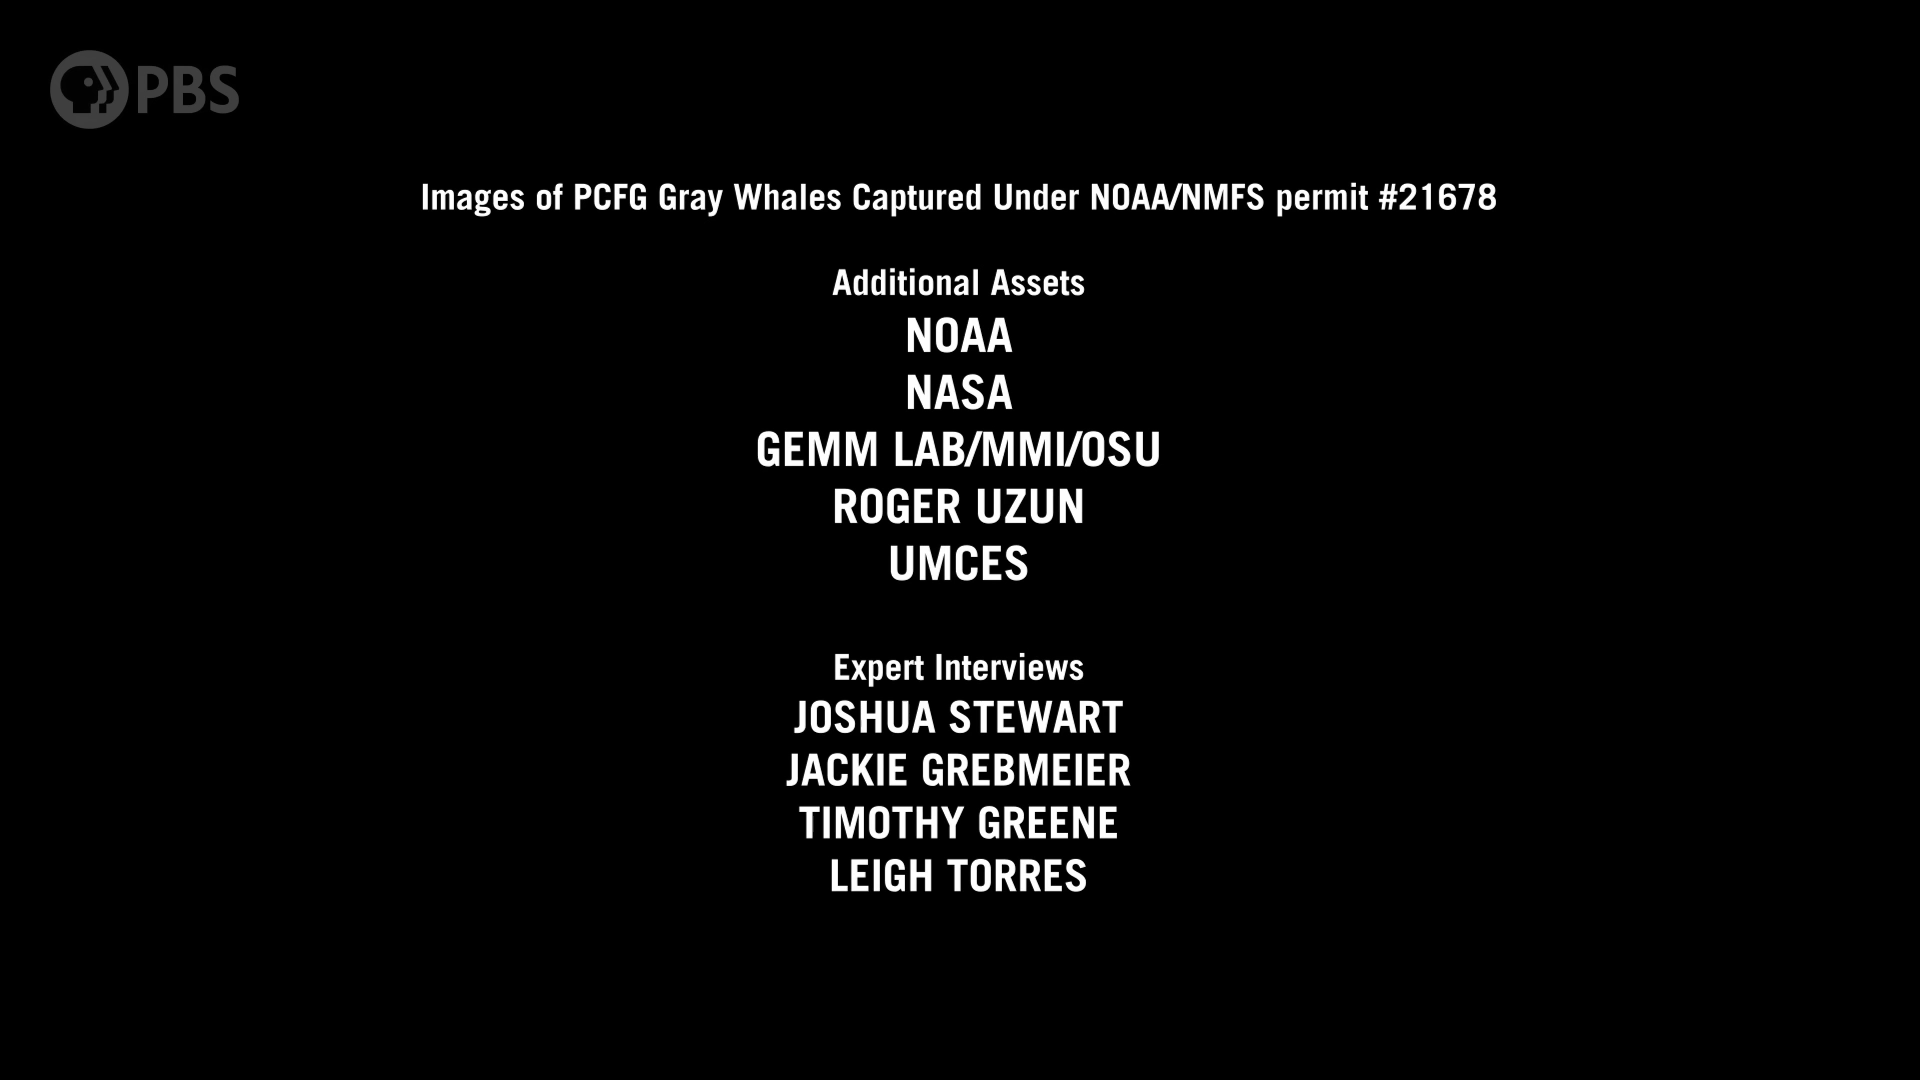 PBS
Images of PCFG Gray Whales Captured Under NOAA/NMFS permit #21678
Additional Assets
NOAA
NASA
GEMM LAB/MMI/OSU
ROGER UZUN
UMCES
Expert Interviews
JOSHUA STEWART
JACKIE GREBMEIER
TIMOTHY GREENE
LEIGH TORRES